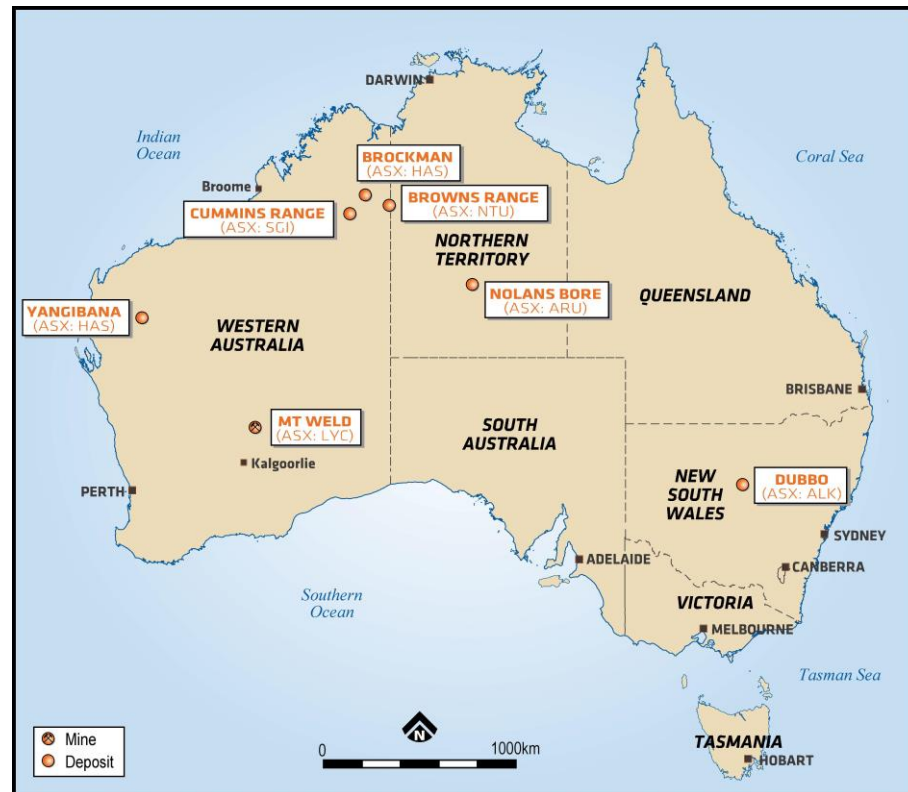 DARWIN
Indian
Ocean
Coral Sea
BROCKMAN
(ASX: HAS)
Broome
BROWNS RANGE
(ASX: NTU)
CUMMINS RANGE
(ASX: SGI)
NORTHERN
TERRITORY
NOLANS BORE
(ASX: ARU)
QUEENSLAND
YANGIBANA
(ASX: HAS)
WESTERN
AUSTRALIA
BRISBANE
MT WELD
(ASX: LYC)
SOUTH
AUSTRALIA
Kalgoorlie
PERTH
NEW
SOUTH
WALES
DUBBO
(ASX: ALK)
SYDNEY
ADELAIDE
CANBERRA
Southern
Ocean
VICTORIA
MELBOURNE
Tasman Sea
Mine
Deposit
N
0
1000km
TASMANIA
HOBART